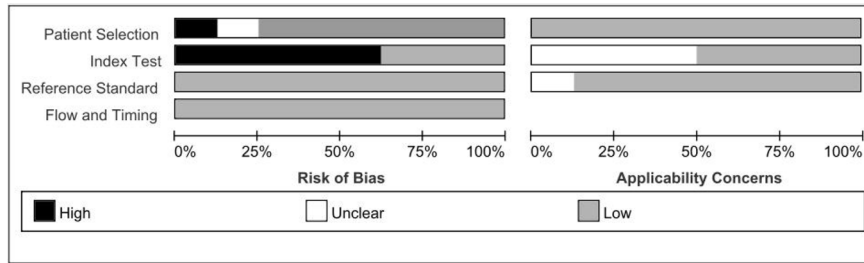 Patient Selection
Index Test
Reference Standard
Flow and Timing
0% 25% 50% 75% 100% 0% 25% 50% 75% 100%
Risk of Bias Applicability Concerns
High Unclear Low